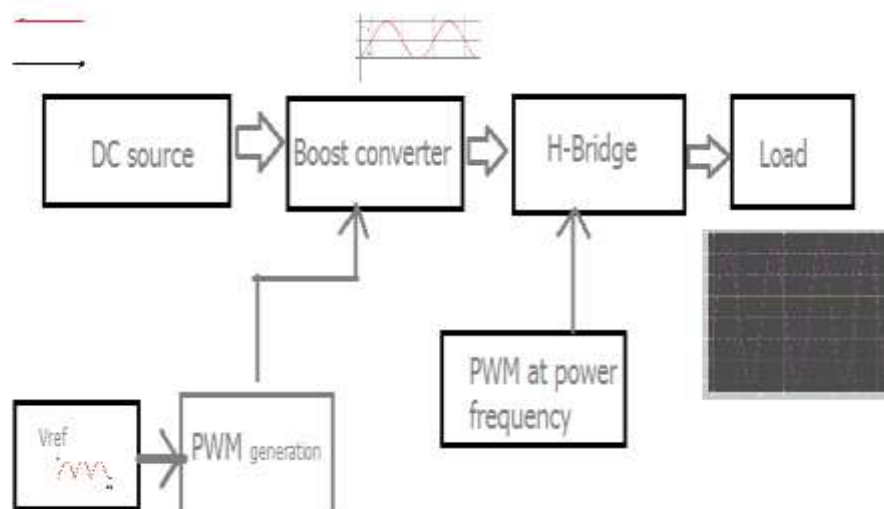 DC source
Boost converter
H-Bridge
Load
PWM at power
frequency
Vref
PWM generation